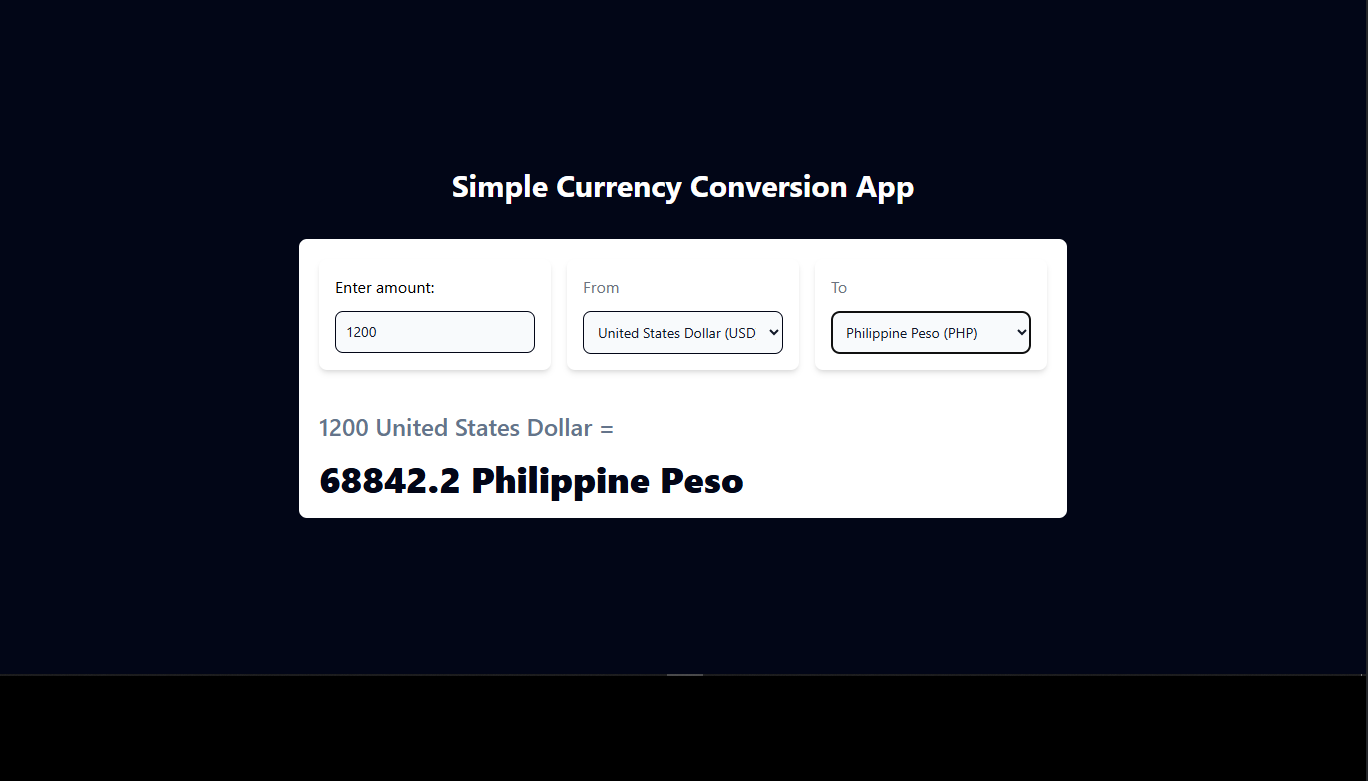 Simple Currency Conversion App
Enter amount:
From
To
1200
United States Dollar (USD
Philippine Peso (PHP)
1200 United States Dollar =
68842.2 Philippine Peso